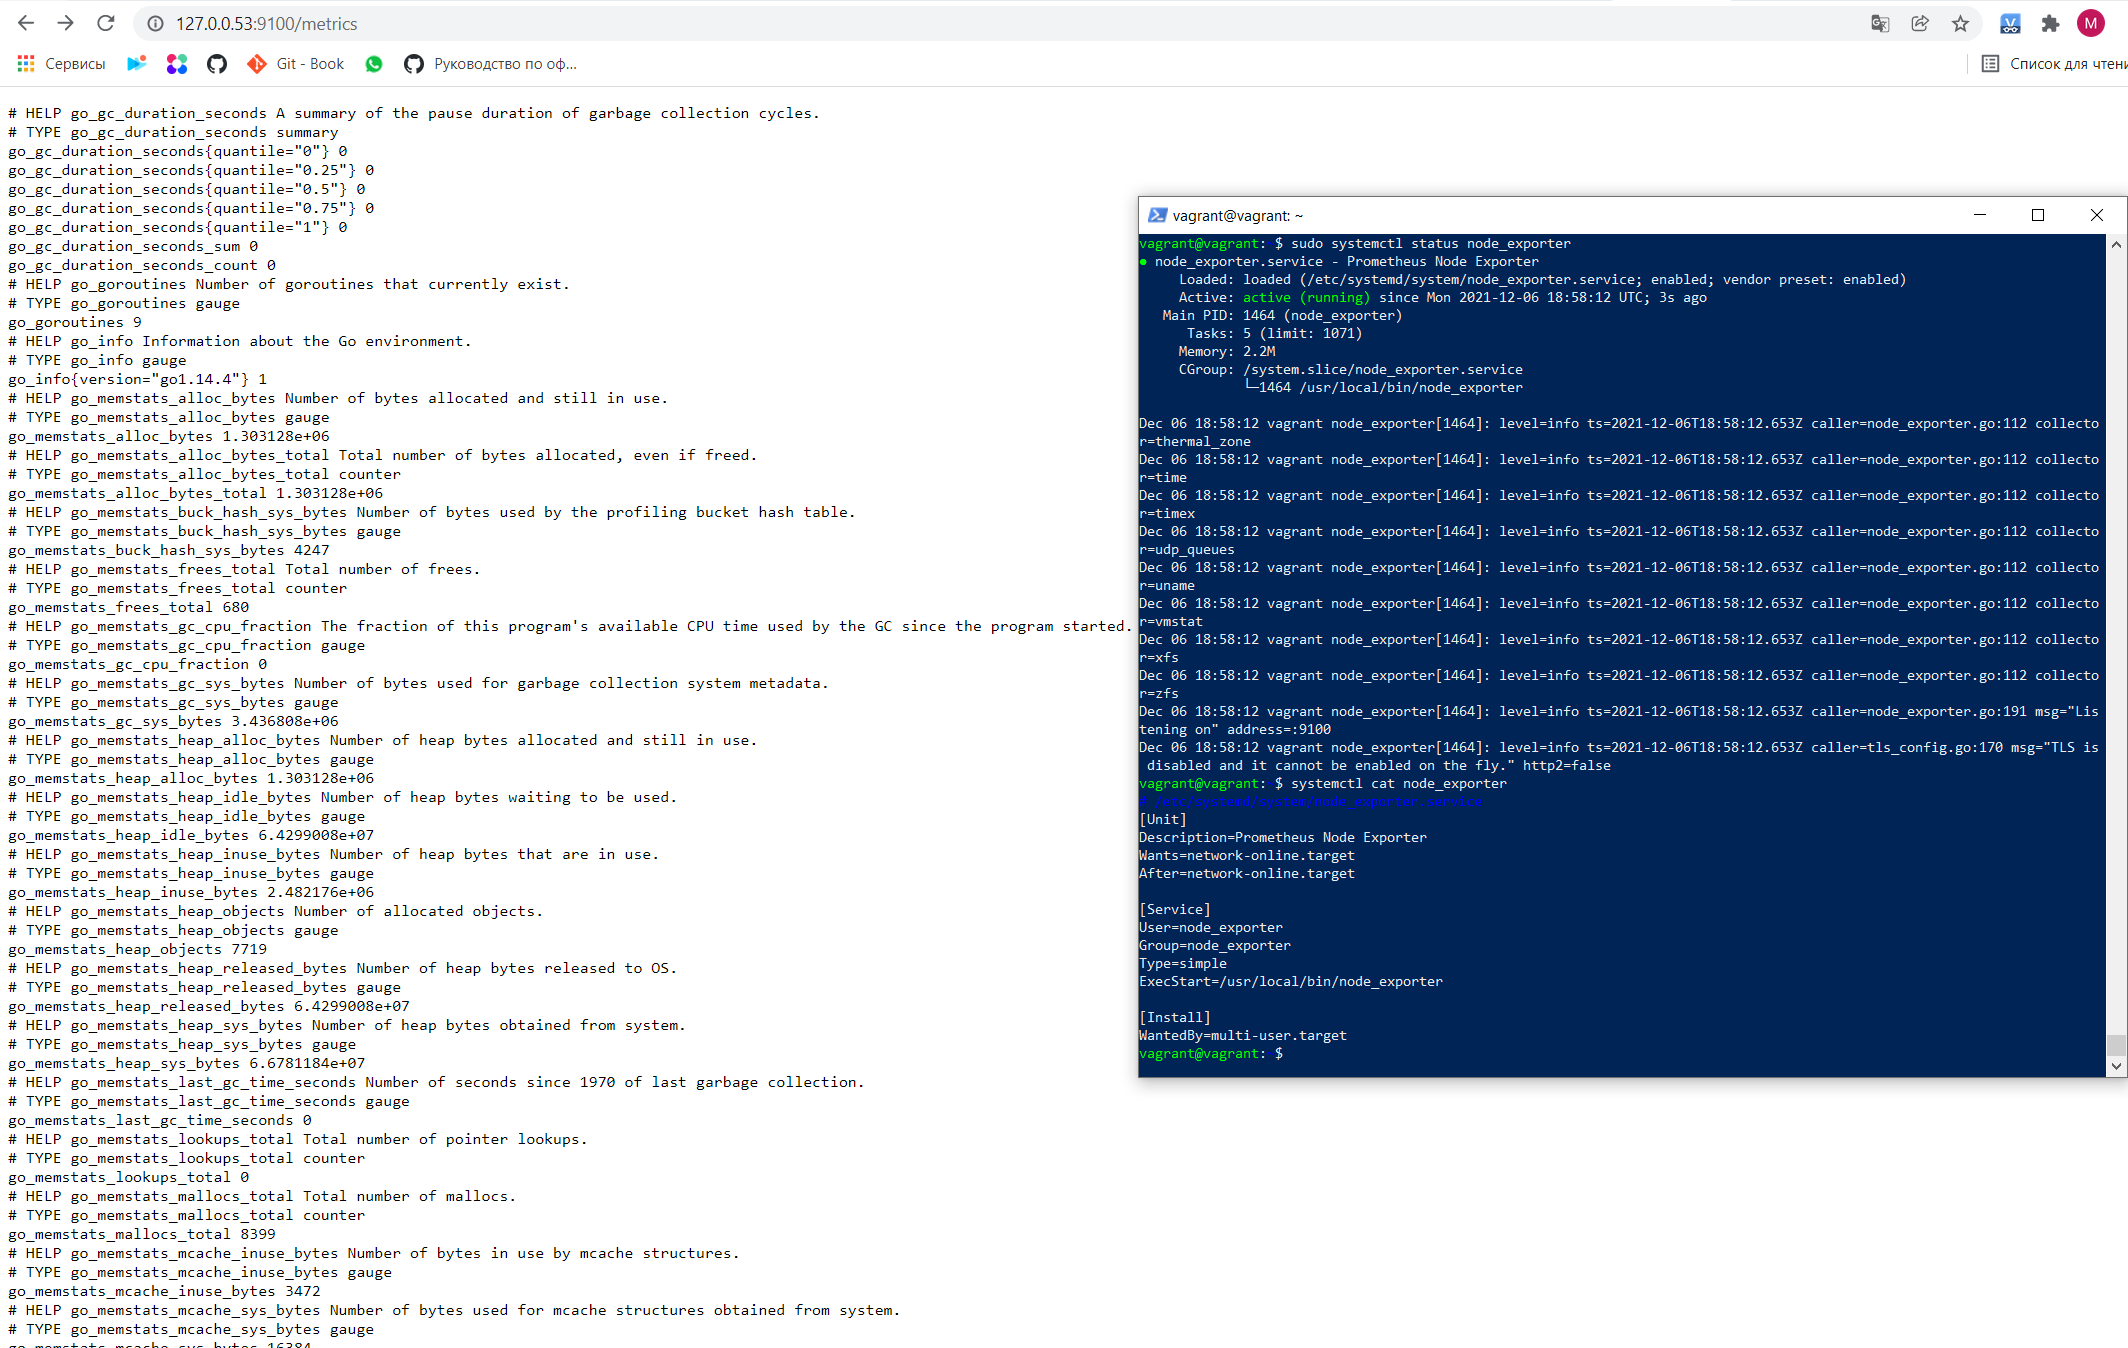 127.0.0.53:9100/metrics
M
Сервисы
Git - Book
Руководство по оф...
Список для чтени
# HELP go_gc_duration_seconds A summary of the pause duration of garbage collection cycles.
# TYPE go_gc_duration_seconds summary
go_gc_duration_seconds{quantile="0"} 0
go_gc_duration_seconds{quantile="0.25"} 0
go_gc_duration_seconds{quantile="0.5"} 0
go_gc_duration_seconds{quantile="0.75"} 0
go_gc_duration_seconds{quantile="1"} 0
go_gc_duration_seconds_sum 0
go_gc_duration_seconds_count 0
# HELP go_goroutines Number of goroutines that currently exist.
# TYPE go_goroutines gauge
go_goroutines 9
# HELP go_info Information about the Go environment.
# TYPE go_info gauge
go_info{version="go1.14.4"} 1
# HELP go_memstats_alloc_bytes Number of bytes allocated and still in use.
# TYPE go_memstats_alloc_bytes gauge
go_memstats_alloc_bytes 1.303128e+06
# HELP go_memstats_alloc_bytes_total Total number of bytes allocated, even if freed.
# TYPE go_memstats_alloc_bytes_total counter
go_memstats_alloc_bytes_total 1.303128e+06
# HELP go_memstats_buck_hash_sys_bytes Number of bytes used by the profiling bucket hash table.
# TYPE go_memstats_buck_hash_sys_bytes gauge
go_memstats_buck_hash_sys_bytes 4247
# HELP go_memstats_frees_total Total number of frees.
# TYPE go_memstats_frees_total counter
go_memstats_frees_total 680
# HELP go_memstats_gc_cpu_fraction The fraction of this program's available CPU time used by the GC since the program started.
# TYPE go_memstats_gc_cpu_fraction gauge
go_memstats_gc_cpu_fraction 0
# HELP go_memstats_gc_sys_bytes Number of bytes used for garbage collection system metadata.
# TYPE go_memstats_gc_sys_bytes gauge
go_memstats_gc_sys_bytes 3.436808e+06
# HELP go_memstats_heap_alloc_bytes Number of heap bytes allocated and still in use.
# TYPE go_memstats_heap_alloc_bytes gauge
go_memstats_heap_alloc_bytes 1.303128e+06
# HELP go_memstats_heap_idle_bytes Number of heap bytes waiting to be used.
# TYPE go_memstats_heap_idle_bytes gauge
go_memstats_heap_idle_bytes 6.4299008e+07
# HELP go_memstats_heap_inuse_bytes Number of heap bytes that are in use.
# TYPE go_memstats_heap_inuse_bytes gauge
go_memstats_heap_inuse_bytes 2.482176e+06
# HELP go_memstats_heap_objects Number of allocated objects.
# TYPE go_memstats_heap_objects gauge
go_memstats_heap_objects 7719
# HELP go_memstats_heap_released_bytes Number of heap bytes released to OS.
# TYPE go_memstats_heap_released_bytes gauge
go_memstats_heap_released_bytes 6.4299008e+07
# HELP go_memstats_heap_sys_bytes Number of heap bytes obtained from system.
# TYPE go_memstats_heap_sys_bytes gauge
go_memstats_heap_sys_bytes 6.6781184e+07
# HELP go_memstats_last_gc_time_seconds Number of seconds since 1970 of last garbage collection.
# TYPE go_memstats_last_gc_time_seconds gauge
go_memstats_last_gc_time_seconds 0
# HELP go_memstats_lookups_total Total number of pointer lookups.
# TYPE go_memstats_lookups_total counter
go_memstats_lookups_total 0
# HELP go_memstats_mallocs_total Total number of mallocs.
# TYPE go_memstats_mallocs_total counter
go_memstats_mallocs_total 8399
# HELP go_memstats_mcache_inuse_bytes Number of bytes in use by mcache structures.
# TYPE go_memstats_mcache_inuse_bytes gauge
go_memstats_mcache_inuse_bytes 3472
# HELP go_memstats_mcache_sys_bytes Number of bytes used for mcache structures obtained from system.
# TYPE go_memstats_mcache_sys_bytes gauge
go_memstats_mcache_sys_bytes 16384
vagrant@vagrant: ~
vagrant@vagrant:~$ sudo systemctl status node_exporter
● node_exporter.service - Prometheus Node Exporter
Loaded: loaded (/etc/systemd/system/node_exporter.service; enabled; vendor preset: enabled)
Active: active (running) since Mon 2021-12-06 18:58:12 UTC; 3s ago
Main PID: 1464 (node_exporter)
Tasks: 5 (limit: 1071)
Memory: 2.2M
CGroup: /system.slice/node_exporter.service
└─1464 /usr/local/bin/node_exporter
Dec 06 18:58:12 vagrant node_exporter[1464]: level=info ts=2021-12-06T18:58:12.653Z caller=node_exporter.go:112 collecto
r=thermal_zone
Dec 06 18:58:12 vagrant node_exporter[1464]: level=info ts=2021-12-06T18:58:12.653Z caller=node_exporter.go:112 collecto
r=time
Dec 06 18:58:12 vagrant node_exporter[1464]: level=info ts=2021-12-06T18:58:12.653Z caller=node_exporter.go:112 collecto
r=timex
Dec 06 18:58:12 vagrant node_exporter[1464]: level=info ts=2021-12-06T18:58:12.653Z caller=node_exporter.go:112 collecto
r=udp_queues
Dec 06 18:58:12 vagrant node_exporter[1464]: level=info ts=2021-12-06T18:58:12.653Z caller=node_exporter.go:112 collecto
r=uname
Dec 06 18:58:12 vagrant node_exporter[1464]: level=info ts=2021-12-06T18:58:12.653Z caller=node_exporter.go:112 collecto
r=vmstat
Dec 06 18:58:12 vagrant node_exporter[1464]: level=info ts=2021-12-06T18:58:12.653Z caller=node_exporter.go:112 collecto
r=xfs
Dec 06 18:58:12 vagrant node_exporter[1464]: level=info ts=2021-12-06T18:58:12.653Z caller=node_exporter.go:112 collecto
r=zfs
Dec 06 18:58:12 vagrant node_exporter[1464]: level=info ts=2021-12-06T18:58:12.653Z caller=node_exporter.go:191 msg="Lis
tening on" address=:9100
Dec 06 18:58:12 vagrant node_exporter[1464]: level=info ts=2021-12-06T18:58:12.653Z caller=tls_config.go:170 msg="TLS is
disabled and it cannot be enabled on the fly." http2=false
vagrant@vagrant:~$ systemctl cat node_exporter
# /etc/systemd/system/node_exporter.service
[Unit]
Description=Prometheus Node Exporter
Wants=network-online.target
After=network-online.target
[Service]
User=node_exporter
Group=node_exporter
Type=simple
ExecStart=/usr/local/bin/node_exporter
[Install]
WantedBy=multi-user.target
vagrant@vagrant:~$